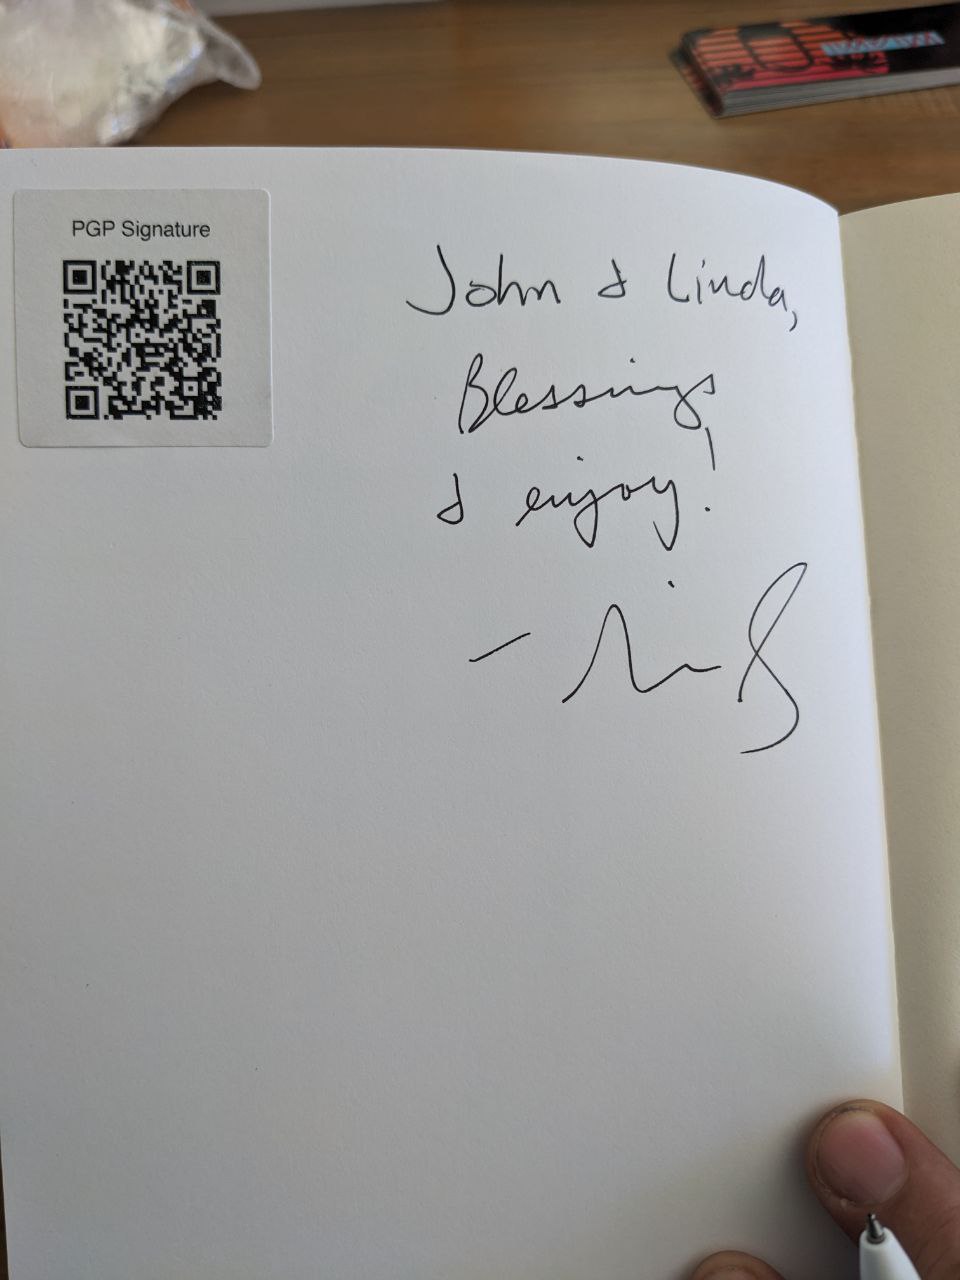 PGP Signature
John & Linda,
Blessings
& enjoy!